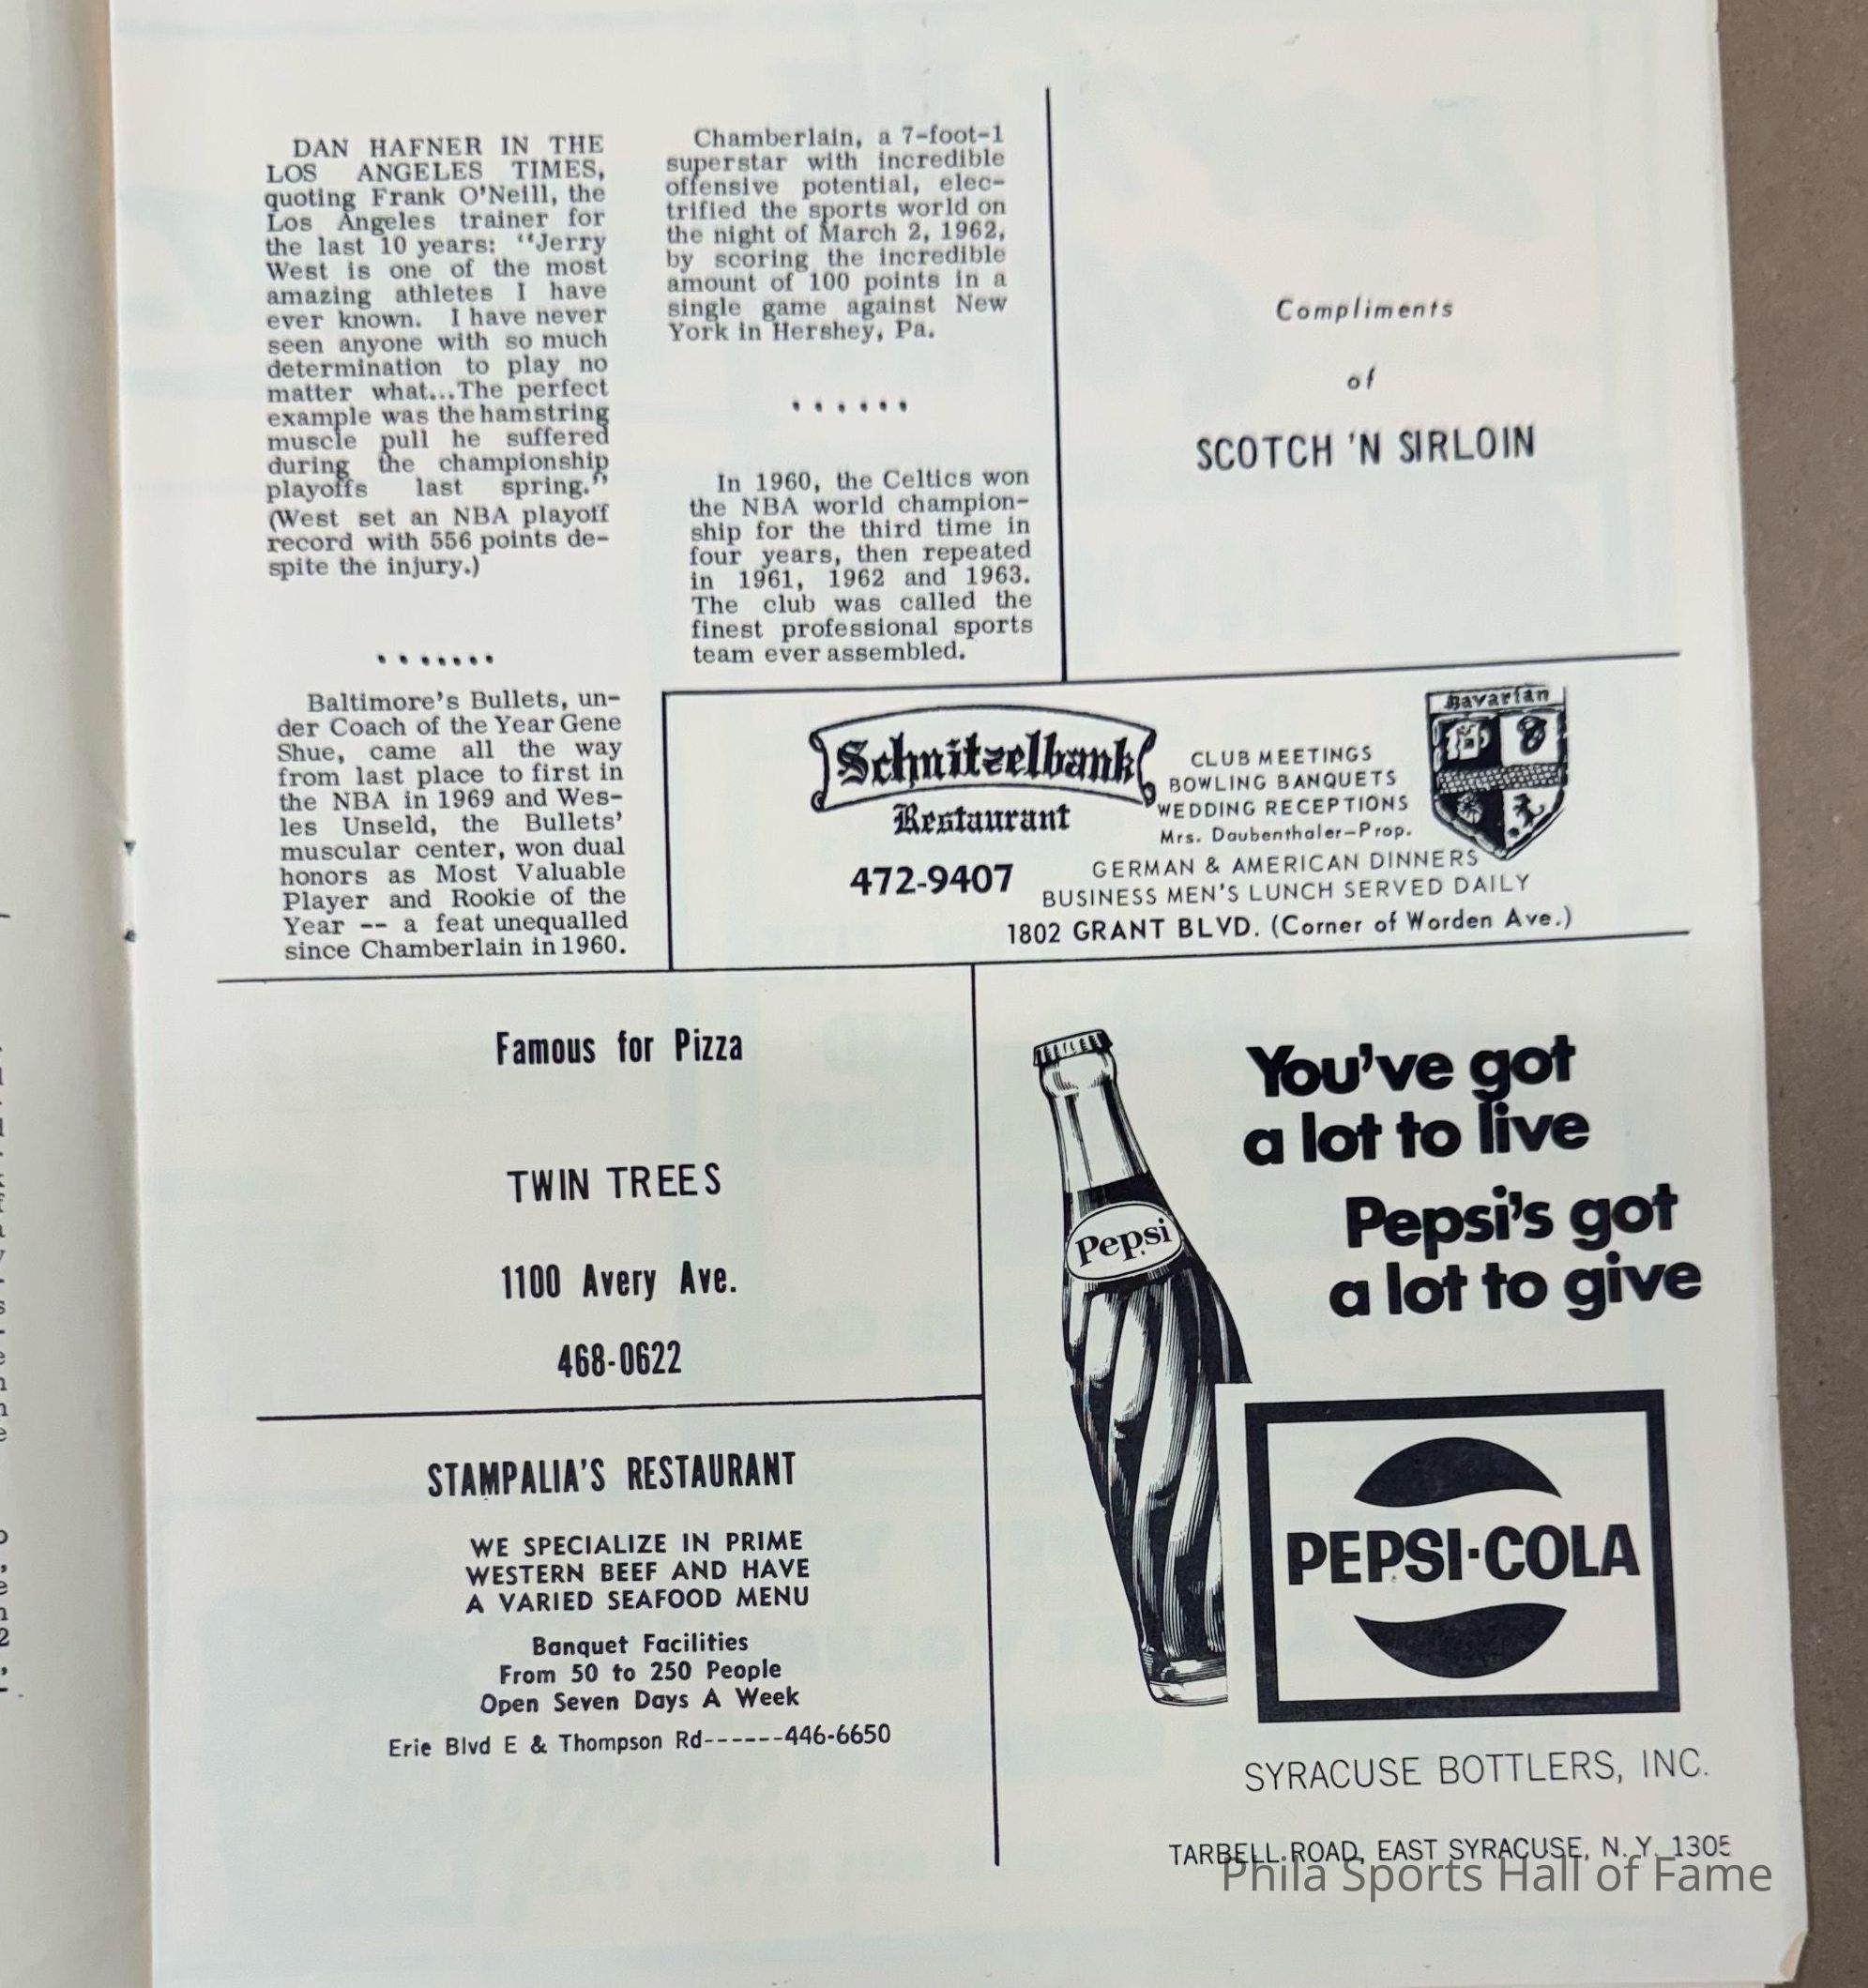 DAN HAFNER IN THE
LOS ANGELES TIMES,
quoting Frank O'Neill, the
Los Angeles trainer for
the last 10 years: "Jerry
West is one of the most
amazing athletes I have
ever known. I have never
seen anyone with so much
determination to play no
matter what...The perfect
example was the hamstring
muscle pull he suffered
during the championship
playoffs last spring."
(West set an NBA playoff
record with 556 points de-
spite the injury.)
.......
Baltimore's Bullets, un-
der Coach of the Year Gene
Shue, came all the way
from last place to first in
the NBA in 1969 and Wes-
les Unseld, the Bullets'
muscular center, won dual
honors as Most Valuable
Player and Rookie of the
Year -- a feat unequalled
since Chamberlain in 1960.
Chamberlain, a 7-foot-1
superstar with incredible
offensive potential, elec-
trified the sports world on
the night of March 2, 1962,
by scoring the incredible
amount of 100 points in a
single game against New
York in Hershey, Pa.
......
In 1960, the Celtics won
the NBA world champion-
ship for the third time in
four years, then repeated
in 1961, 1962 and 1963.
The club was called the
finest professional sports
team ever assembled.
Compliments
of
SCOTCH 'N SIRLOIN
Schnitzelbank
Restaurant
472-9407
CLUB MEETINGS
BOWLING BANQUETS
WEDDING RECEPTIONS
Mrs. Daubenthaler-Prop.
GERMAN & AMERICAN DINNERS
BUSINESS MEN'S LUNCH SERVED DAILY
1802 GRANT BLVD. (Corner of Worden Ave.)
Bavarian
Famous for Pizza
TWIN TREES
1100 Avery Ave.
468-0622
STAMPALIA'S RESTAURANT
WE SPECIALIZE IN PRIME
WESTERN BEEF AND HAVE
A VARIED SEAFOOD MENU
Banquet Facilities
From 50 to 250 People
Open Seven Days A Week
Erie Blvd E & Thompson Rd------446-6650
You've got
a lot to live
Pepsi's got
a lot to give
Pepsi
PEPSI·COLA
SYRACUSE BOTTLERS, INC.
TARBELL ROAD, EAST SYRACUSE, N. Y. 1305
Phila Sports Hall of Fame